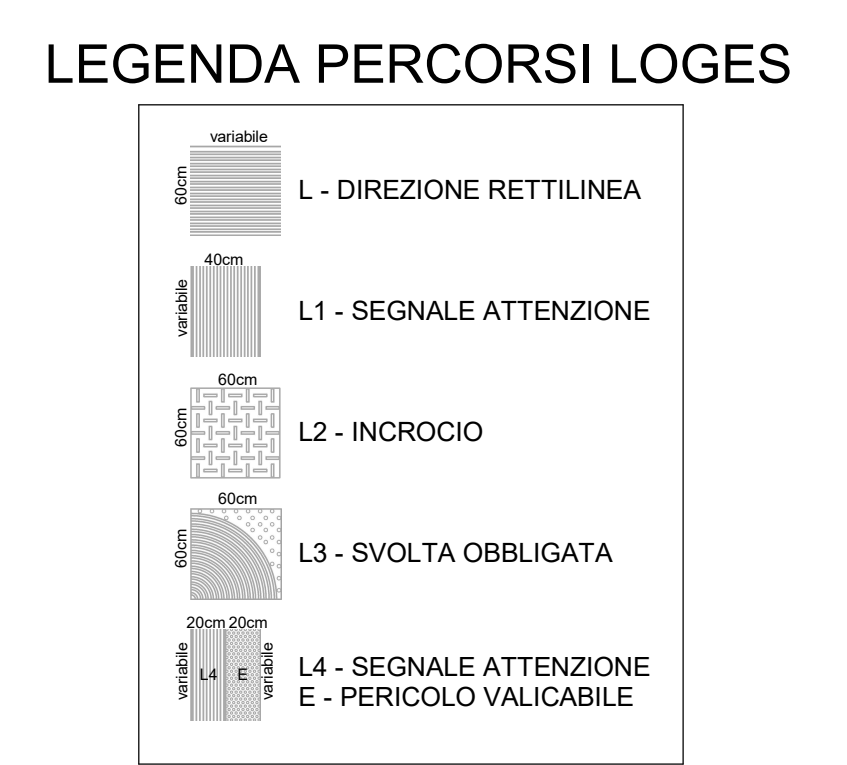 LEGENDA PERCORSI LOGES
variabile
60cm
L - DIREZIONE RETTILINEA
40cm
variabile
L1 - SEGNALE ATTENZIONE
60cm
60cm
L2 - INCROCIO
60cm
60cm
L3 - SVOLTA OBBLIGATA
20cm 20cm
variabile
L4
E
variabile
L4 - SEGNALE ATTENZIONE
E - PERICOLO VALICABILE